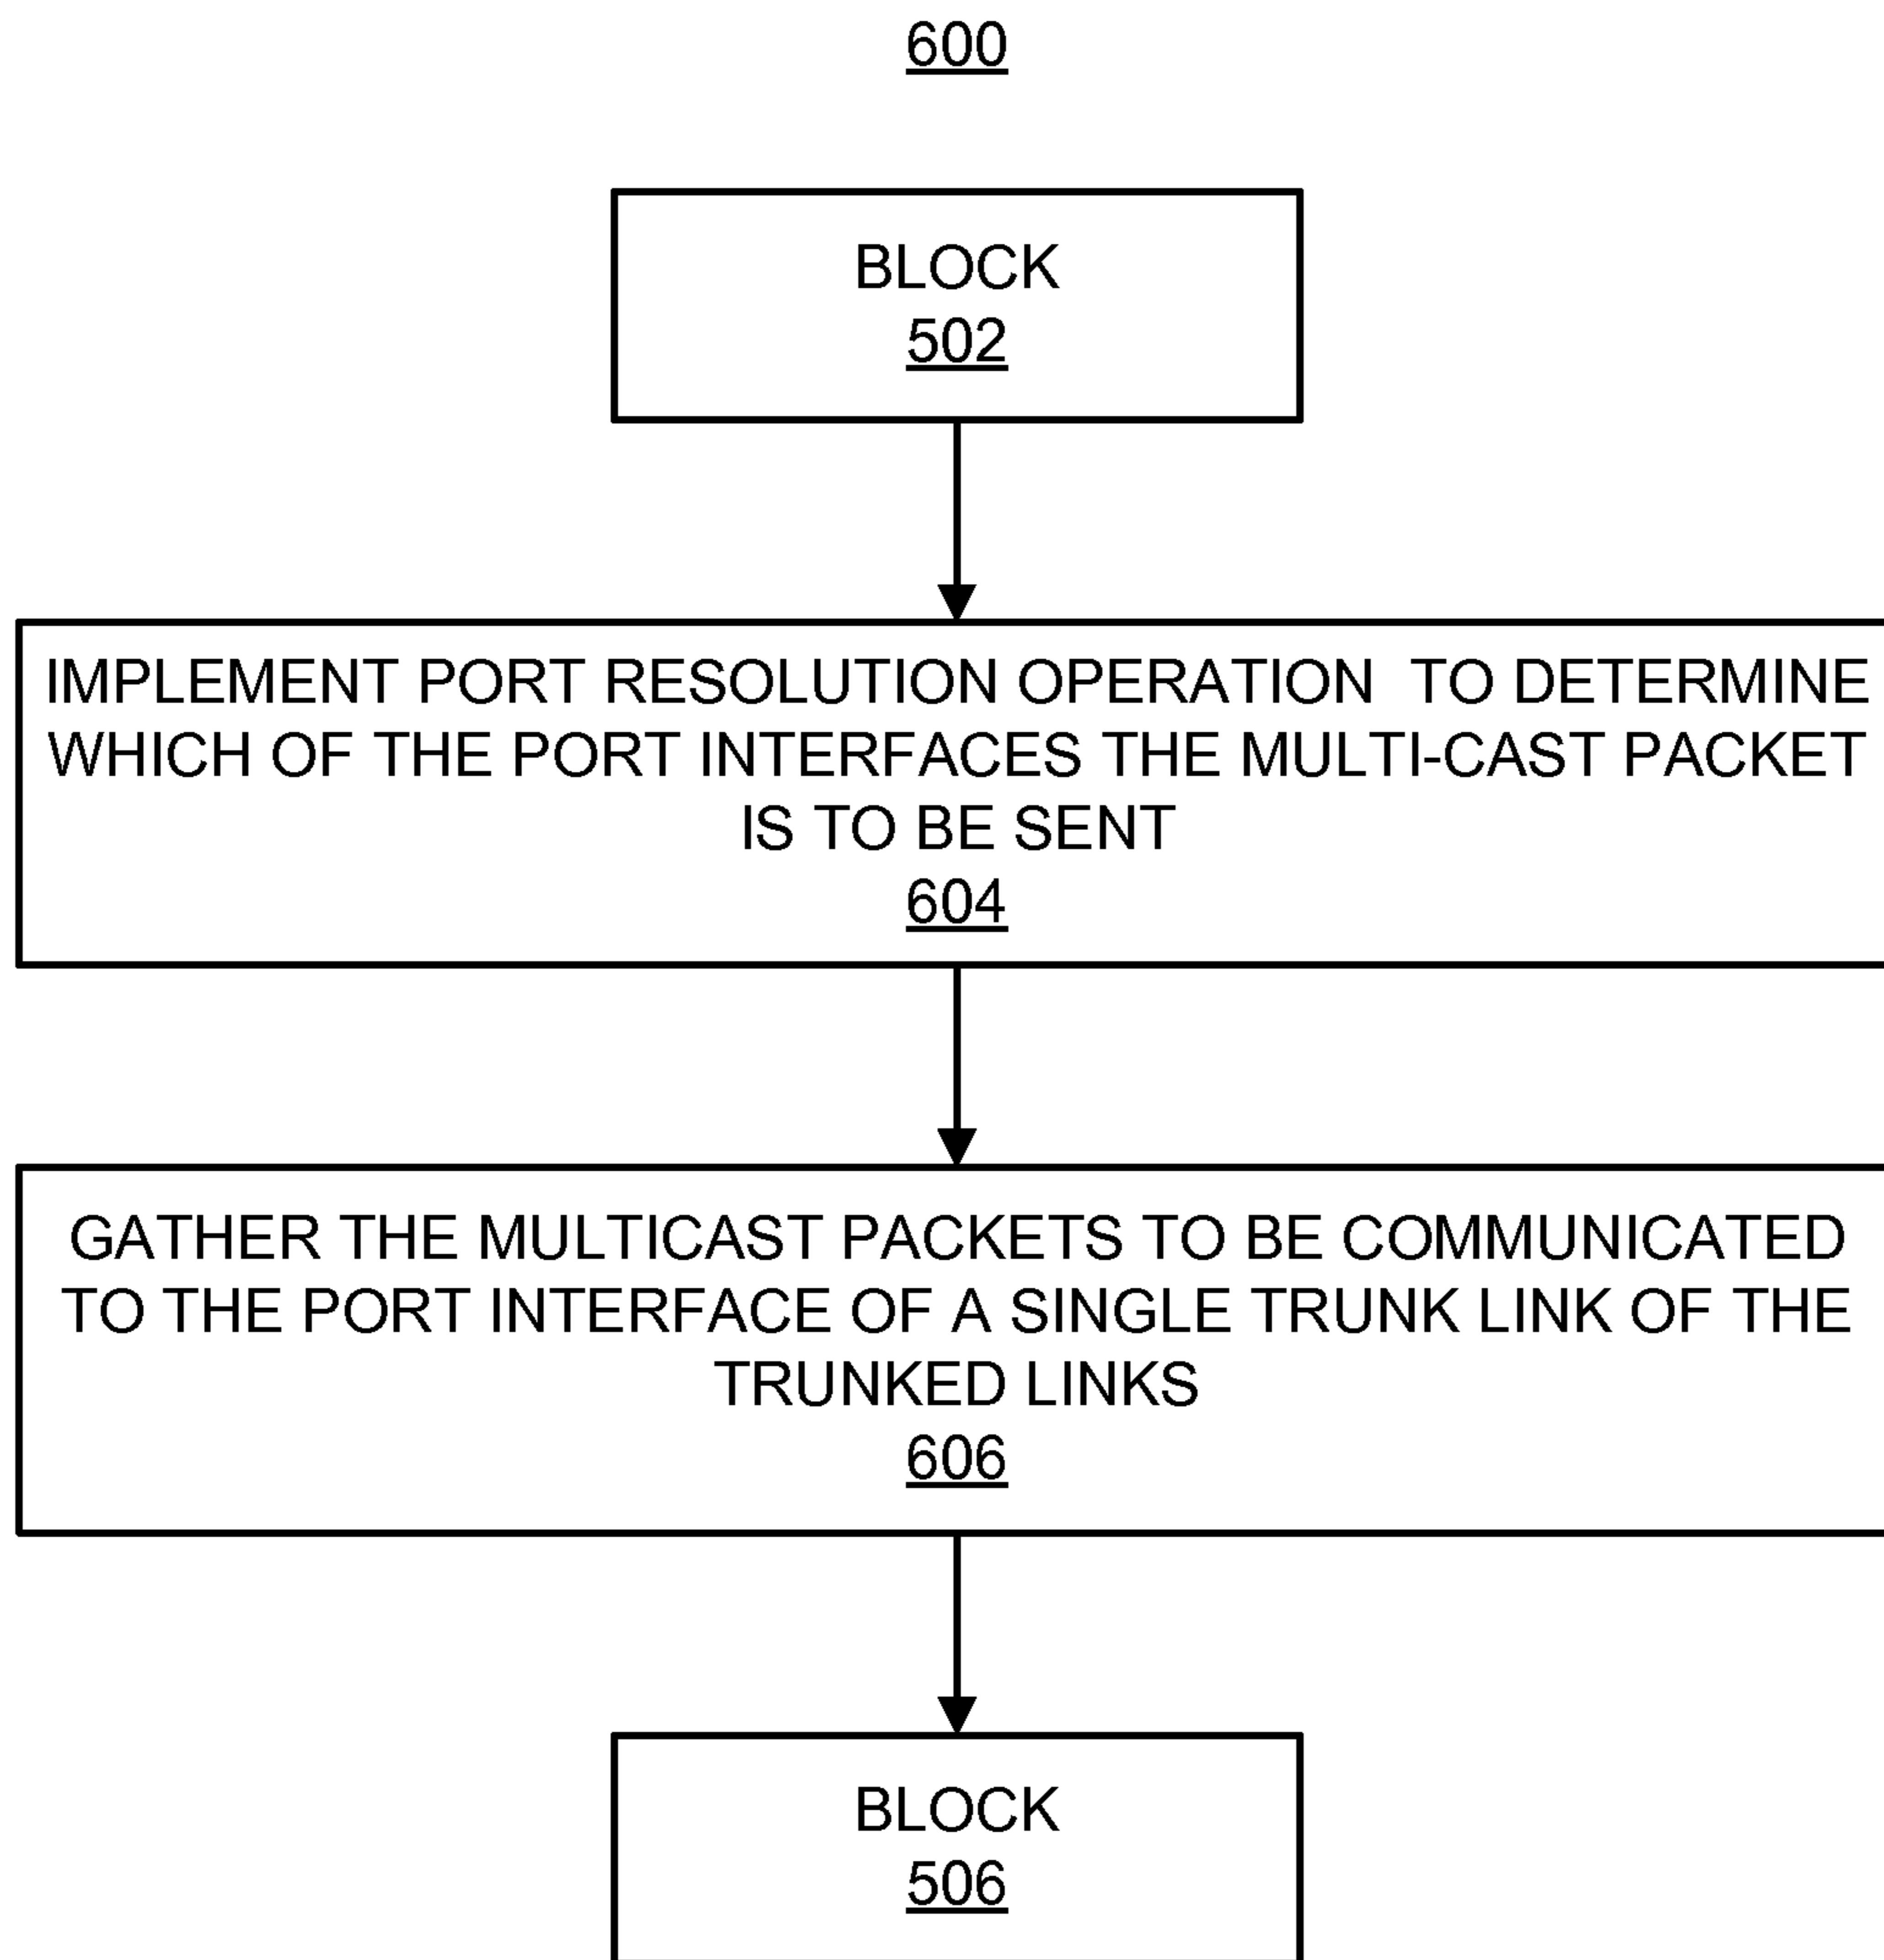 600
BLOCK
502
IMPLEMENT PORT RESOLUTION OPERATION TO DETERMINE
WHICH OF THE PORT INTERFACES THE MULTI-CAST PACKET
IS TO BE SENT
604
GATHER THE MULTICAST PACKETS TO BE COMMUNICATED
TO THE PORT INTERFACE OF A SINGLE TRUNK LINK OF THE
TRUNKED LINKS
606
BLOCK
506